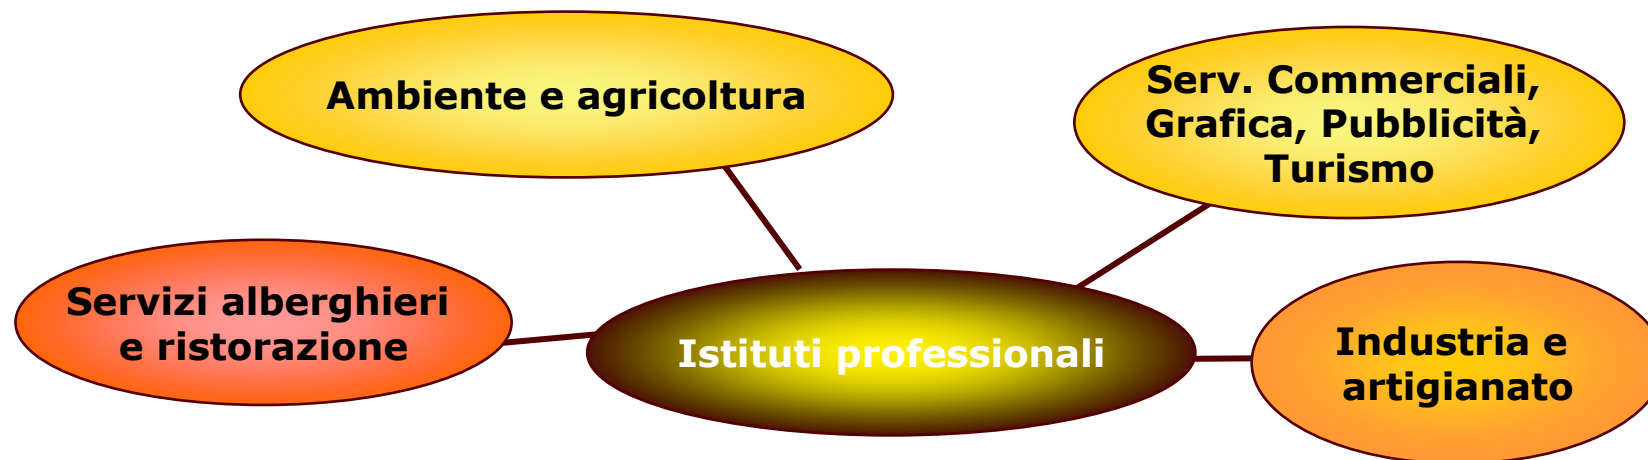 Ambiente e agricoltura
Serv. Commerciali,
Grafica, Pubblicità,
Turismo
Servizi alberghieri
e ristorazione
Istituti professionali
Industria e
artigianato